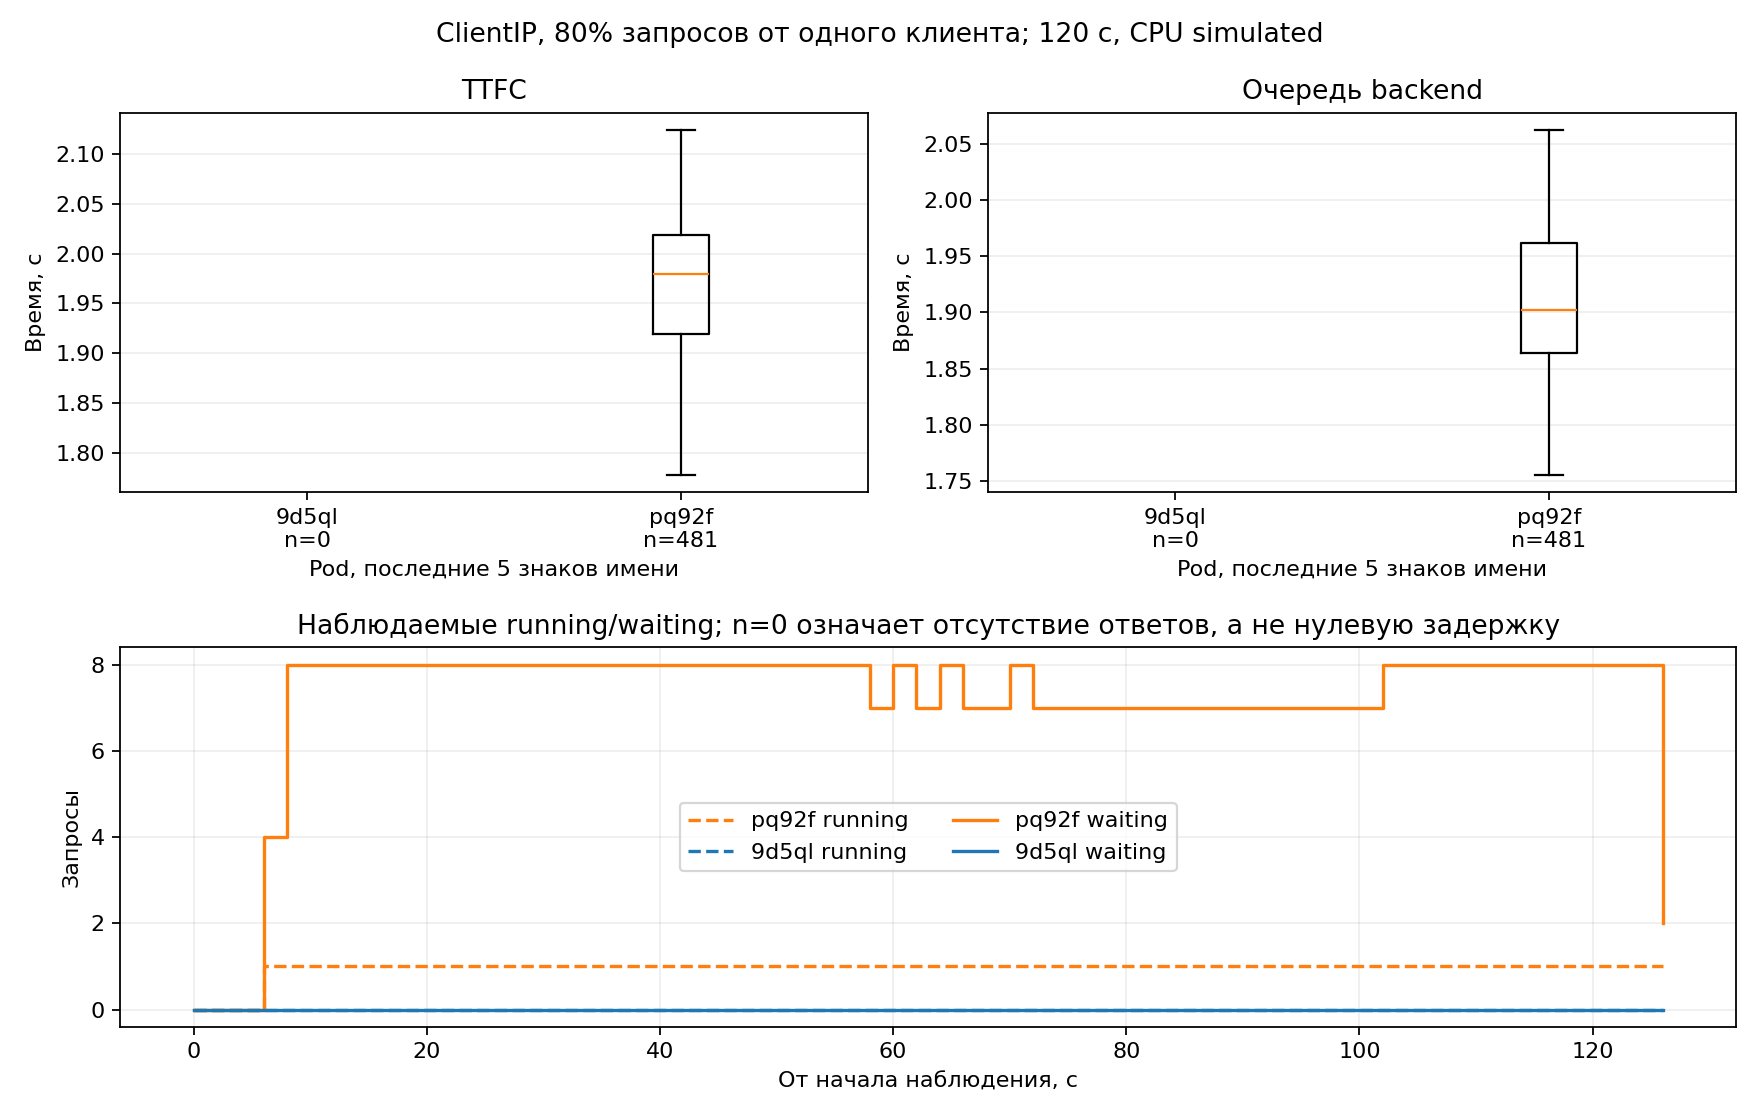 ClientIP, 80% запросов от одного клиента; 120 с, CPU simulated
TTFC
Время, с
2.10
2.05
2.00
1.95
1.90
1.85
1.80
9d5ql
n=0
pq92f
n=481
Pod, последние 5 знаков имени
Очередь backend
Время, с
2.05
2.00
1.95
1.90
1.85
1.80
1.75
9d5ql
n=0
pq92f
n=481
Pod, последние 5 знаков имени
Наблюдаемые running/waiting; n=0 означает отсутствие ответов, а не нулевую задержку
Запросы
8
6
4
2
0
pq92f running
9d5ql running
pq92f waiting
9d5ql waiting
0 20 40 60 80 100 120
От начала наблюдения, с